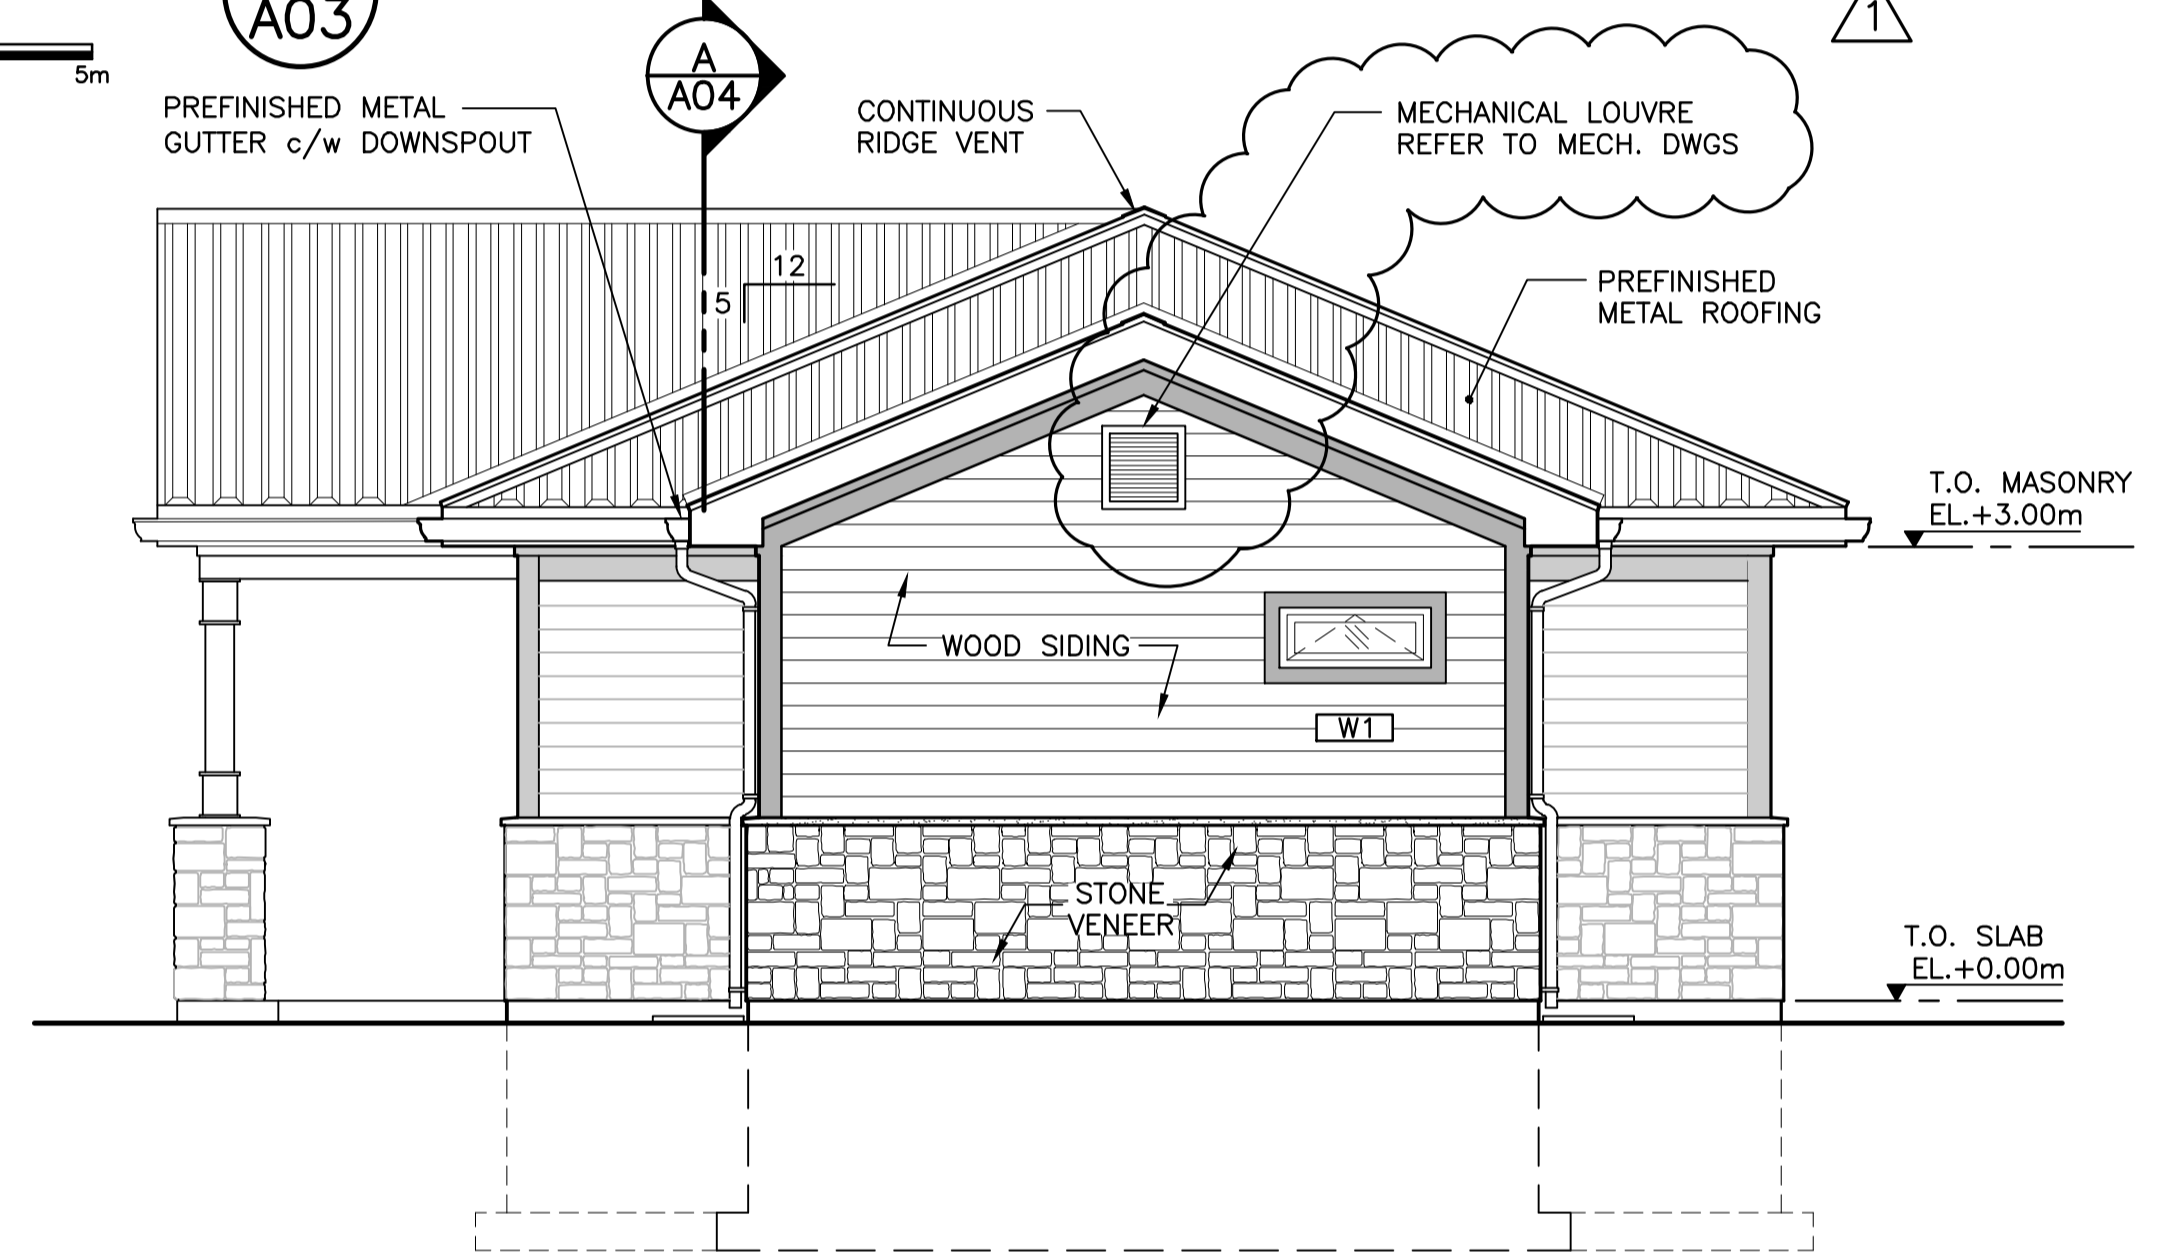 A03
1
5m
A
A04
PREFINISHED METAL
GUTTER c/w DOWNSPOUT
CONTINUOUS
RIDGE VENT
MECHANICAL LOUVRE
REFER TO MECH. DWGS
12
5
PREFINISHED
METAL ROOFING
T.O. MASONRY
EL.+3.00m
WOOD SIDING
W1
STONE
VENEER
T.O. SLAB
EL.+0.00m